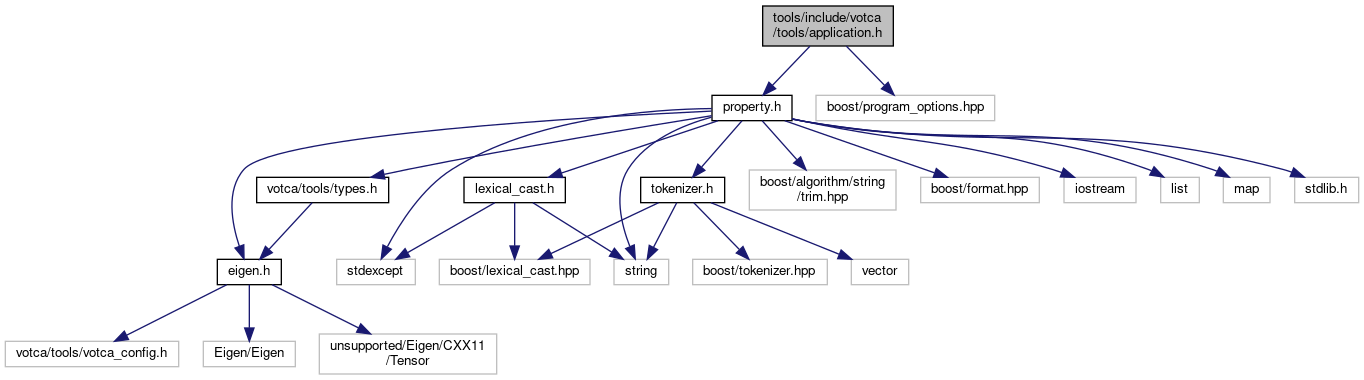 tools/include/votca
/tools/application.h
property.h
boost/program_options.hpp
votca/tools/types.h
lexical_cast.h
tokenizer.h
boost/algorithm/string
/trim.hpp
boost/format.hpp
iostream
list
map
stdlib.h
eigen.h
stdexcept
boost/lexical_cast.hpp
string
boost/tokenizer.hpp
vector
votca/tools/votca_config.h
Eigen/Eigen
unsupported/Eigen/CXX11
/Tensor